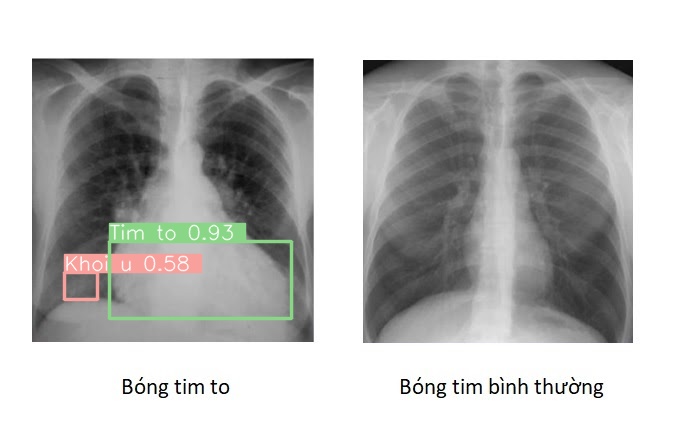 Tim to 0.93
Khoi u 0.58
Bóng tim to
Bóng tim bình thường